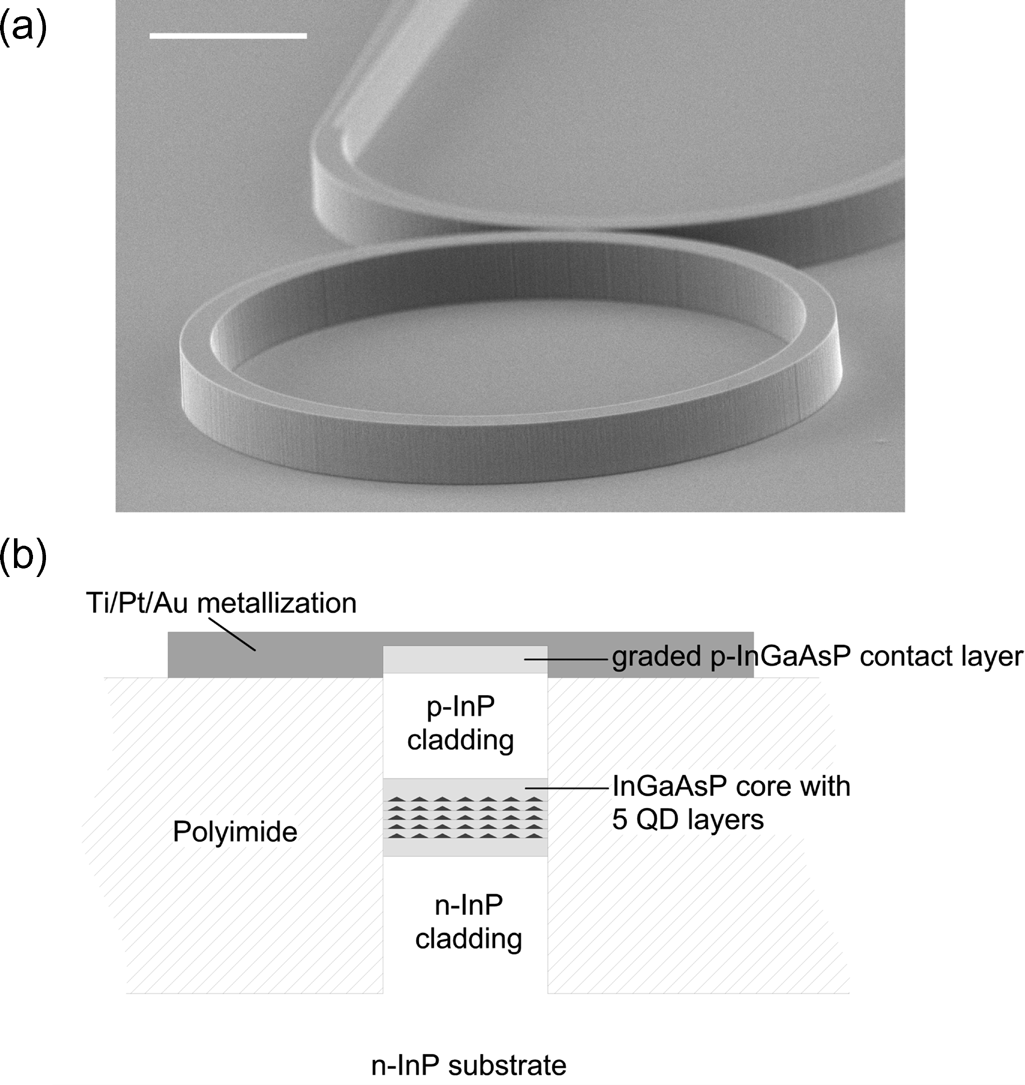 (a)
(b)
Ti/Pt/Au metallization
graded p-InGaAsP contact layer
p-InP
cladding
InGaAsP core with
5 QD layers
Polyimide
n-InP
cladding
n-InP substrate